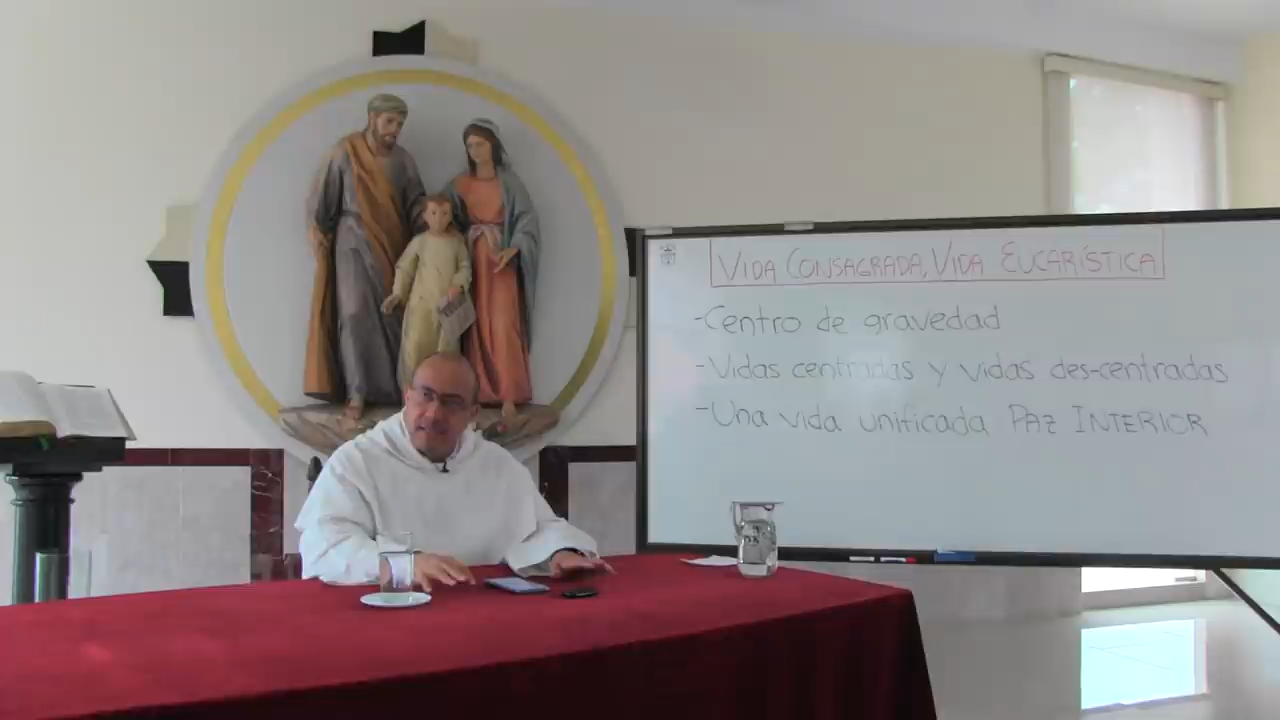 VIDA CONSAGRADA, VIDA EUCARÍSTICA
-Centro de gravedad
-Vidas centradas y vidas des-centradas
-Una vida unificada PAZ INTERIOR